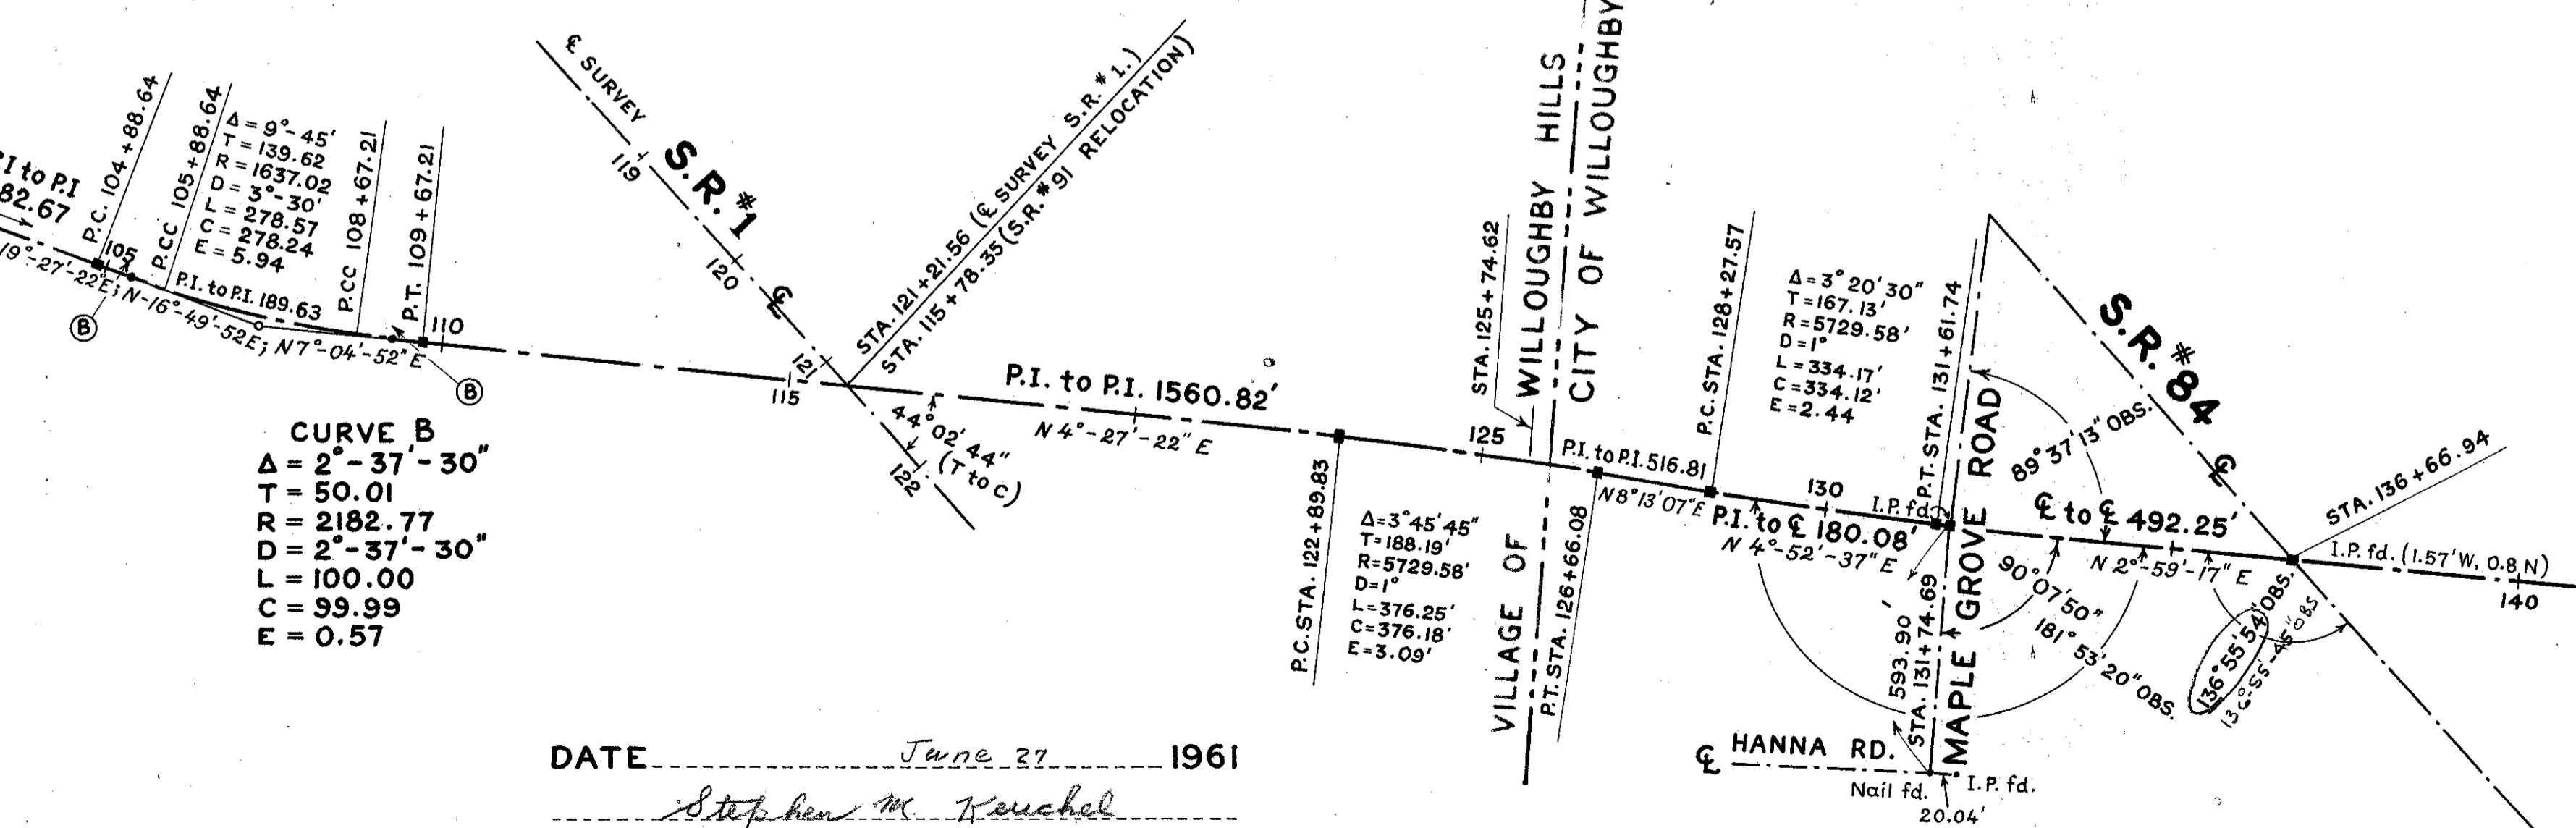 P.I to P.I
82.67
19°-27'-22"E; N-16°-49'-52E; N7°-04'-52"E
P.C. 104+88.64
105
P.CC 105+88.64
Δ = 9°-45'
T = 139.62
R = 1637.02
D = 3°-30'
L = 278.57
C = 278.24
E = 5.94
P.I. to P.I. 189.63
P.CC 108+67.21
P.T. 109+67.21
110
B
B
CURVE B
Δ = 2°-37'-30"
T = 50.01
R = 2182.77
D = 2°-37'-30"
L = 100.00
C = 99.99
E = 0.57
℄ SURVEY
S.R. #1
119
120
℄
121
122
115
STA. 121+21.56 (℄ SURVEY S.R. #1.)
STA. 115+78.35 (S.R. #91 RELOCATION)
44°02'44"
(T to C)
P.I. to P.I. 1560.82'
N 4°-27'-22" E
P.C. STA. 122+89.83
Δ=3°45'45"
T=188.19'
R=5729.58'
D=1°
L=376.25'
C=376.18'
E=3.09'
125
STA. 125+74.62
VILLAGE OF WILLOUGHBY HILLS
CITY OF WILLOUGHBY
P.T. STA. 126+66.08
P.I. to P.I. 516.81
N8°13'07"E
P.C. STA. 128+27.57
Δ=3°20'30"
T=167.13'
R=5729.58'
D=1°
L=334.17'
C=334.12'
E=2.44
130
P.I. to ℄ 180.08'
N 4°-52'-37" E
I.P. fd.
P.T. STA. 131+61.74
MAPLE GROVE ROAD
593.90
STA. 131+74.69
℄ HANNA RD.
Nail fd.
I.P. fd.
20.04'
89°37'13" OBS.
S.R. #84
℄
℄ to ℄ 492.25'
N 2°-59'-17" E
90°07'50"
181°53'20" OBS.
136°55'54" OBS.
136°-55'-45" OBS
STA. 136+66.94
I.P. fd. (1.57'W, 0.8 N)
140
DATE June 27 1961
Stephen M. Keuchel